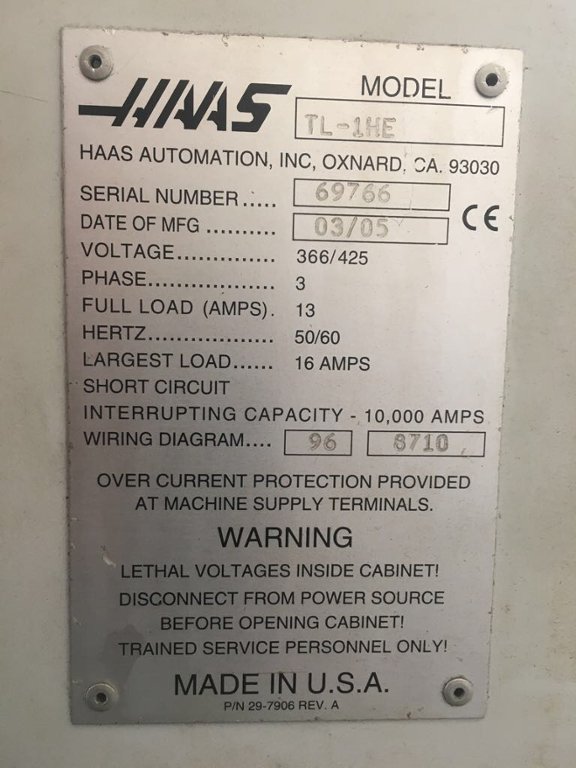 HAAS
MODEL
TL-1HE
HAAS AUTOMATION, INC, OXNARD, CA. 93030
SERIAL NUMBER ..... 69766
DATE OF MFG .......... 03/05 CE
VOLTAGE.............. 366/425
PHASE................... 3
FULL LOAD (AMPS). 13
HERTZ................... 50/60
LARGEST LOAD...... 16 AMPS
SHORT CIRCUIT
INTERRUPTING CAPACITY - 10,000 AMPS
WIRING DIAGRAM.... 96 8710
OVER CURRENT PROTECTION PROVIDED
AT MACHINE SUPPLY TERMINALS.
WARNING
LETHAL VOLTAGES INSIDE CABINET!
DISCONNECT FROM POWER SOURCE
BEFORE OPENING CABINET!
TRAINED SERVICE PERSONNEL ONLY!
MADE IN U.S.A.
P/N 29-7906 REV. A